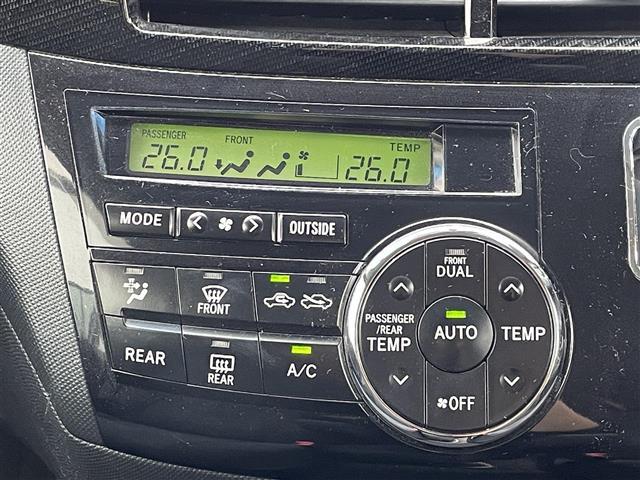 PASSENGER FRONT TEMP
26.0 26.0
MODE OUTSIDE
FRONT
DUAL
FRONT
PASSENGER
/REAR
TEMP
AUTO
TEMP
REAR
REAR
A/C
OFF